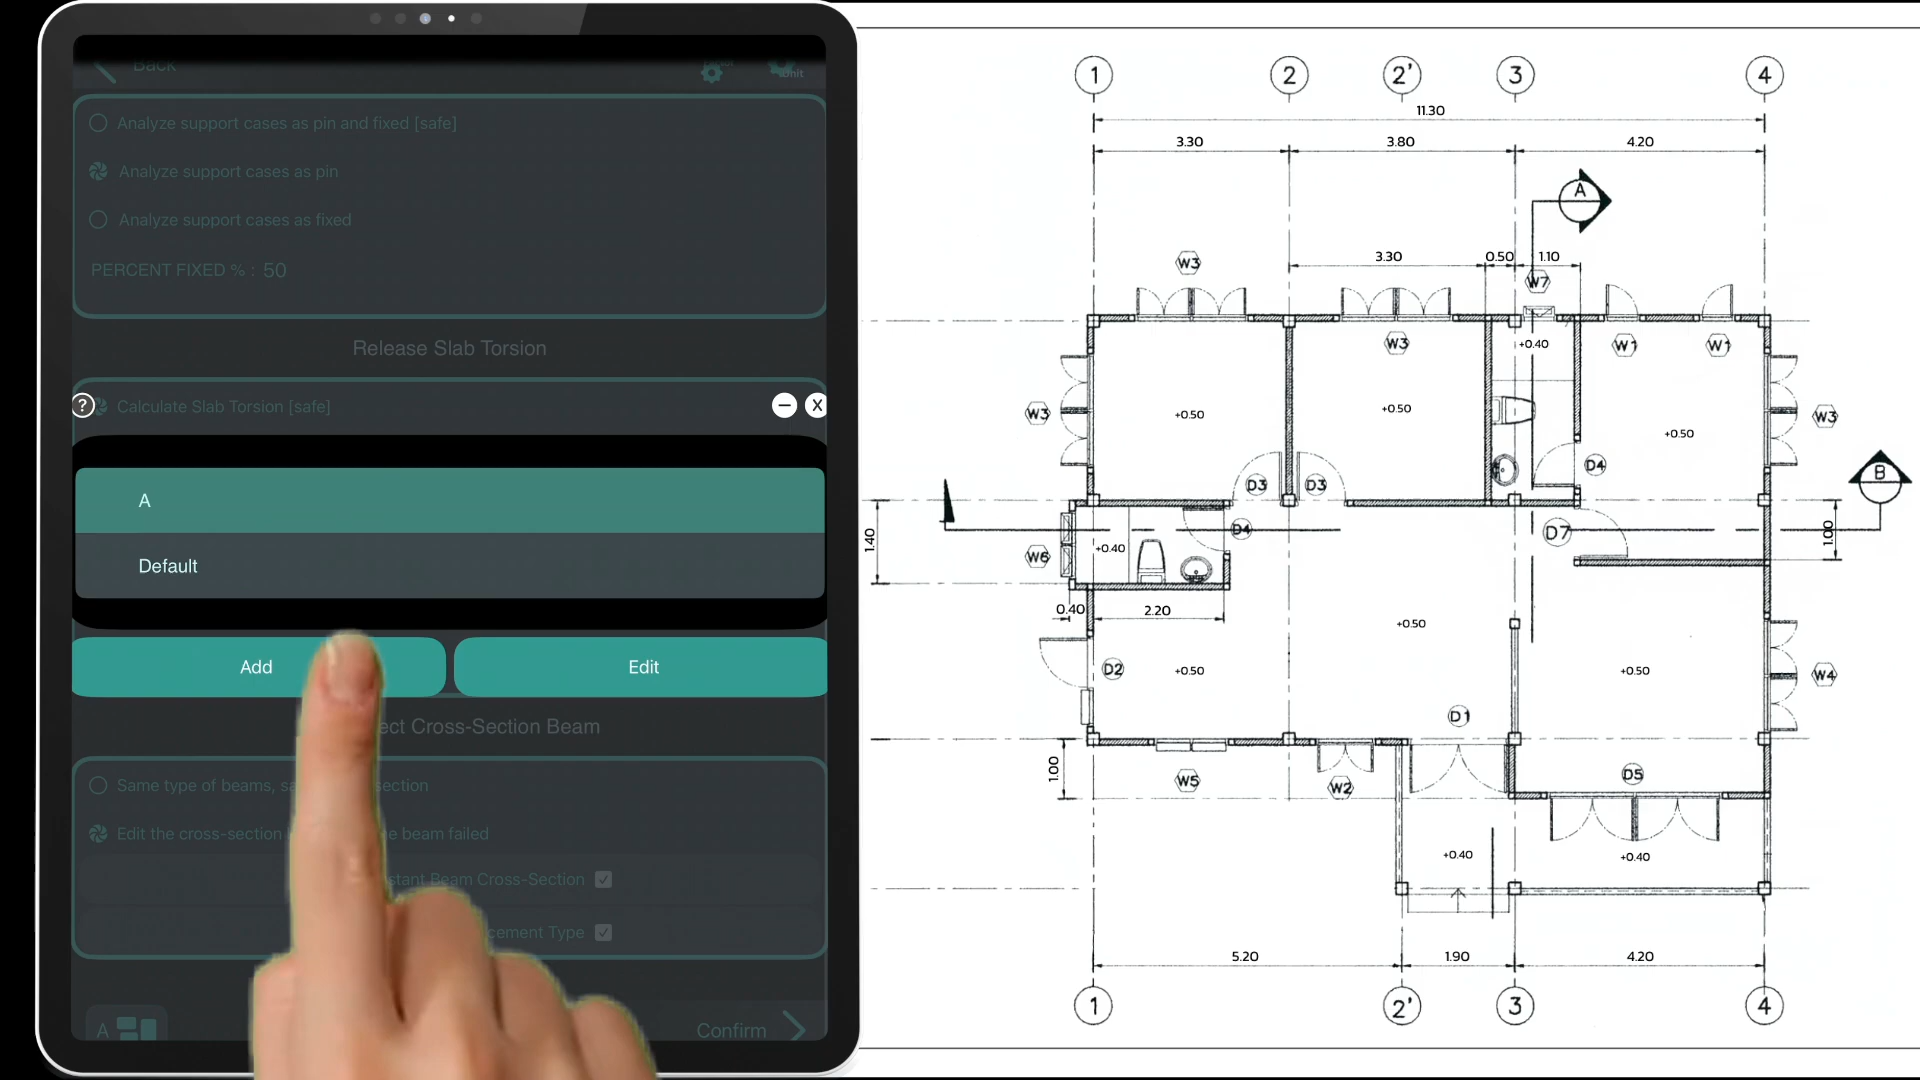 Back
Unit
Analyze support cases as pin and fixed [safe]
Analyze support cases as pin
Analyze support cases as fixed
PERCENT FIXED % : 50
Release Slab Torsion
? Calculate Slab Torsion [safe] − X
A
Default
Add Edit
ect Cross-Section Beam
Same type of beams, sa section
Edit the cross-section e beam failed
stant Beam Cross-Section
cement Type
A Confirm
1 2 2' 3 4
11.30
3.30 3.80 4.20
A
3.30 0.50 1.10
W3 W7
W3 +0.40 W1 W1
W3 +0.50 +0.50 +0.50 W3
D3 D3 D4 B
1.40 W6 +0.40 D4 D7 1.00
0.40 2.20
+0.50
D2 +0.50 +0.50 W4
D1
1.00 W5 W2 D5
+0.40 +0.40
5.20 1.90 4.20
1 2' 3 4